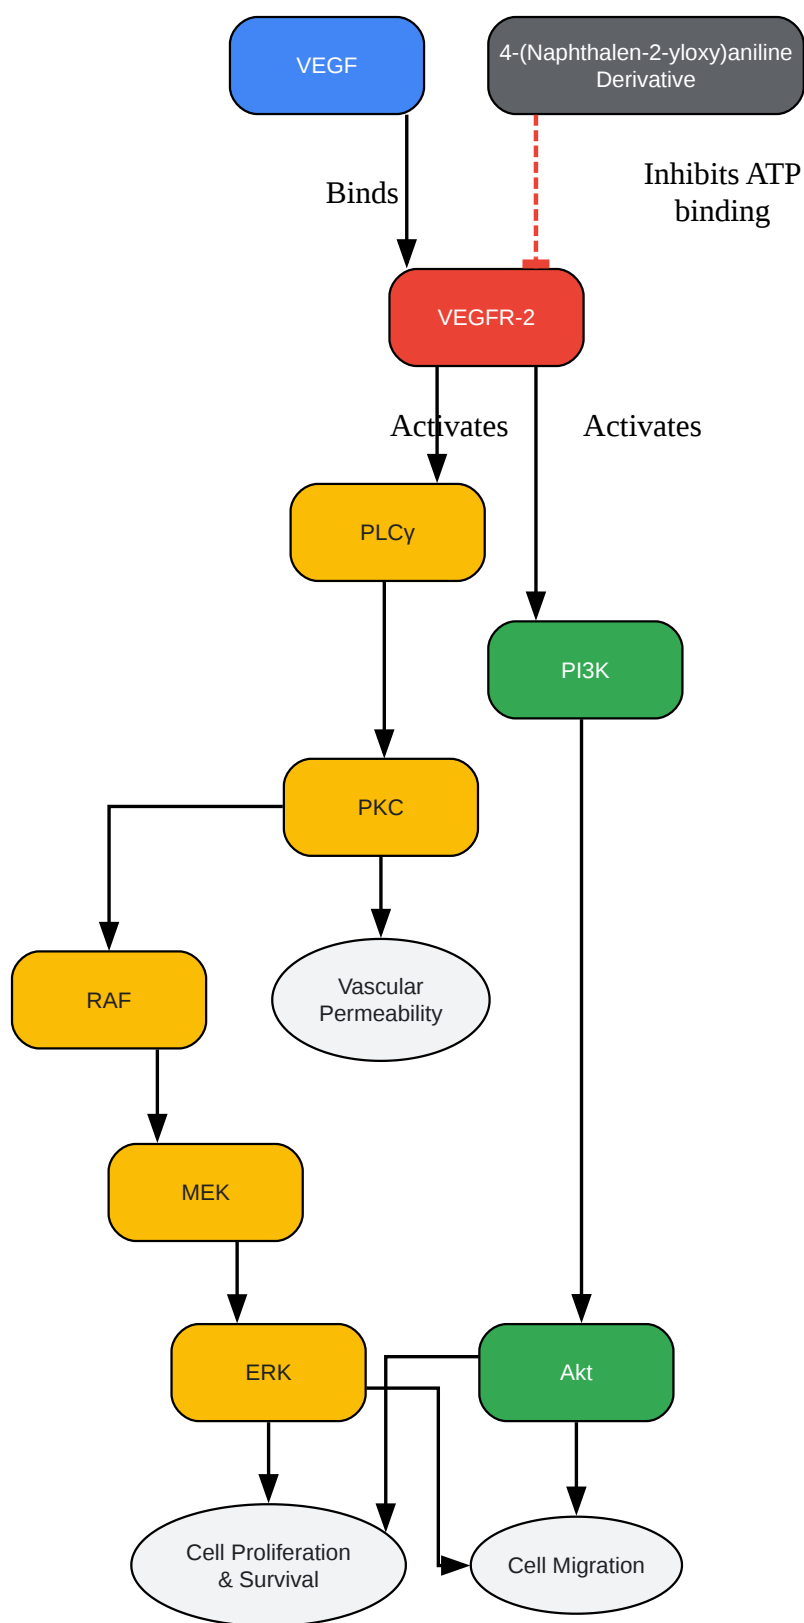 VEGF
4-(Naphthalen-2-yloxy)aniline
Derivative
Binds
Inhibits ATP
binding
VEGFR-2
Activates
Activates
PLCγ
PI3K
PKC
RAF
Vascular
Permeability
MEK
ERK
Akt
Cell Proliferation
& Survival
Cell Migration